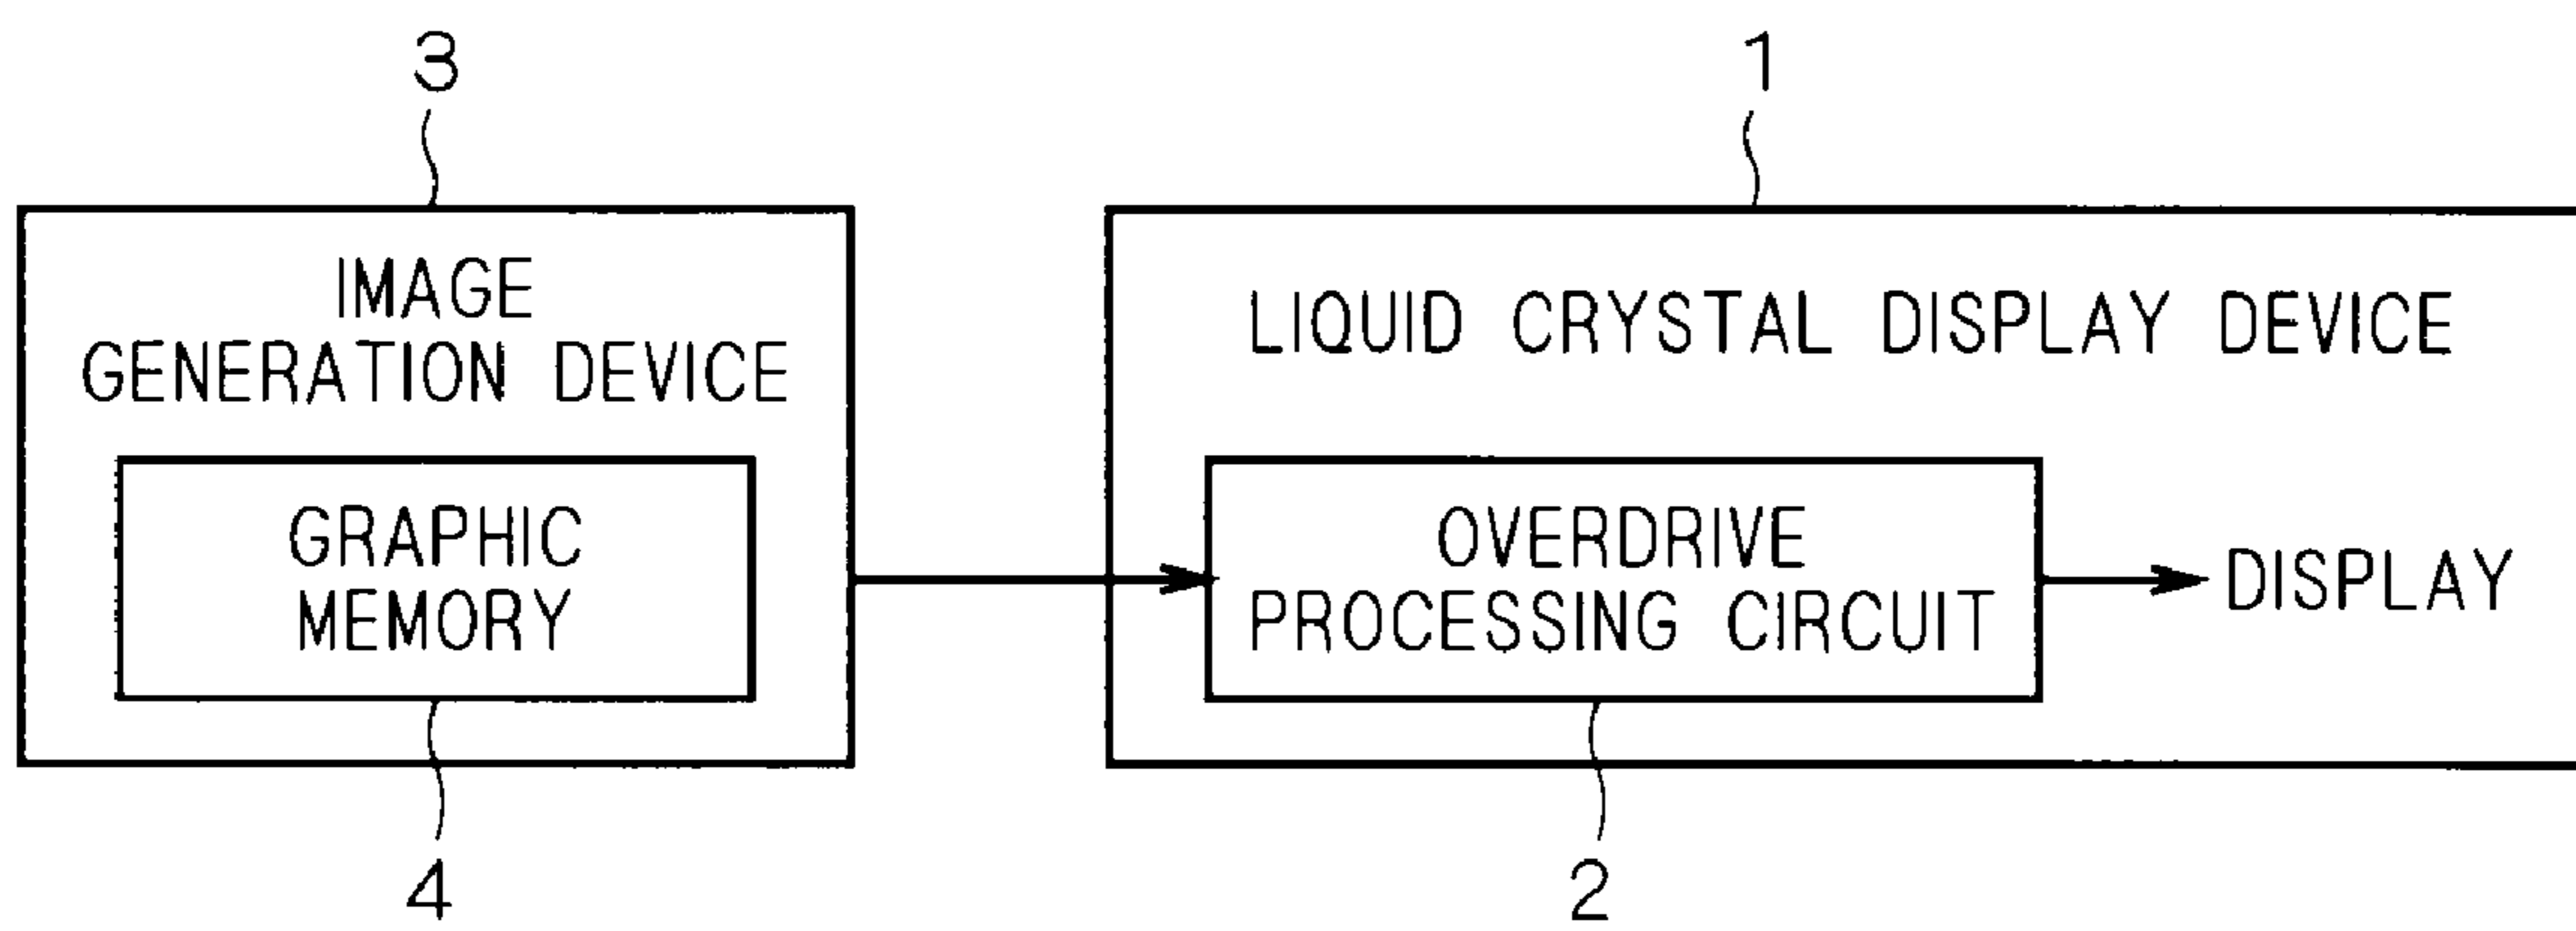 3
1
IMAGE
GENERATION DEVICE
LIQUID CRYSTAL DISPLAY DEVICE
GRAPHIC
MEMORY
OVERDRIVE
PROCESSING CIRCUIT
DISPLAY
4
2